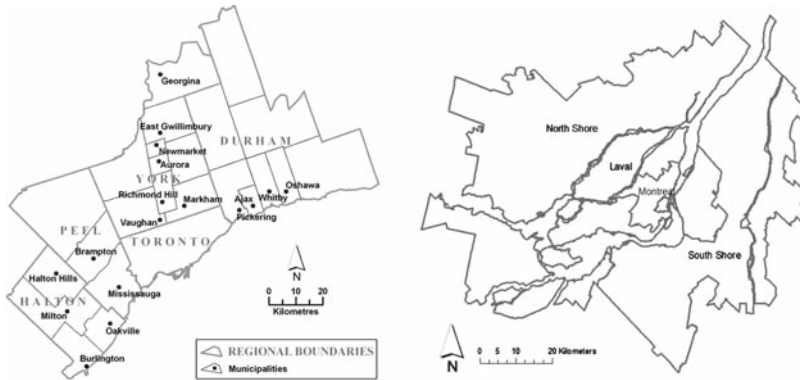 Georgina
East Gwillimbury
DURHAM
Newmarket
Aurora
YORK
Richmond Hill
Markham
Ajax
Whitby
Oshawa
Pickering
Vaughan
PEEL
TORONTO
Brampton
Halton Hills
Mississauga
HALTON
Milton
Oakville
Burlington
N
0 10 20
Kilometres
REGIONAL BOUNDARIES
Municipalities
North Shore
Laval
Montreal
South Shore
N
0 5 10 20 Kilometers